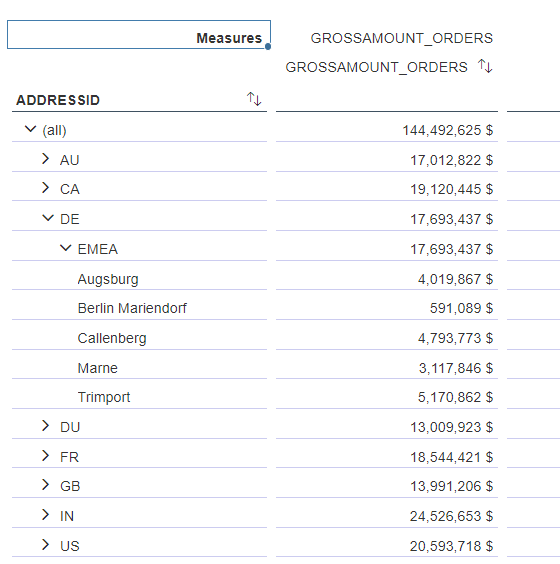 Measures GROSSAMOUNT_ORDERS
GROSSAMOUNT_ORDERS
ADDRESSID
(all) 144,492,625 $
AU 17,012,822 $
CA 19,120,445 $
DE 17,693,437 $
EMEA 17,693,437 $
Augsburg 4,019,867 $
Berlin Mariendorf 591,089 $
Callenberg 4,793,773 $
Marne 3,117,846 $
Trimport 5,170,862 $
DU 13,009,923 $
FR 18,544,421 $
GB 13,991,206 $
IN 24,526,653 $
US 20,593,718 $